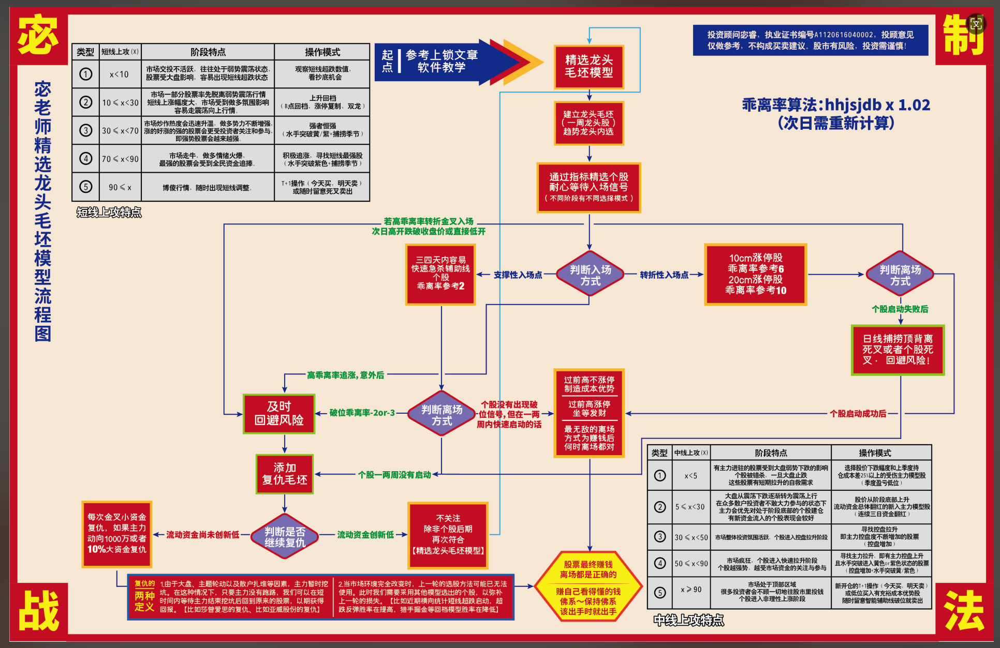 宓
制
战
法
宓老师精选龙头毛坯模型流程图
投资顾问宓睿，执业证书编号A1120616040002，投顾意见
仅做参考，不构成买卖建议。股市有风险，投资需谨慎！
类型 短线上攻(X) 阶段特点 操作模式
① x<10 市场交投不活跃，往往处于弱势震荡状态，
股票受大盘影响，容易出现短线超跌状态
观察短线超跌数值，
看抄底机会
② 10≤x<30 市场一部分股票率先脱离弱势震荡行情
短线上涨幅度大，市场受到做多氛围影响
容易走震荡向上行情。
上升回档
（B点回档、涨停复制、双龙）
③ 30≤x<70 市场炒作热度会迅速升温，做多势力不断增强，
涨的好涨的强的股票会更受投资者关注和参与，
即强势股票会越来越强。
强者恒强
（水手突破黄/紫+捕捞季节）
④ 70≤x<90 市场走牛，做多情绪火爆，
最强的股票会受到全民资金追捧。
积极追涨，寻找短线最强股
（水手突破紫色+捕捞季节）
⑤ 90≤x 博傻行情，随时出现短线调整。
T+1操作（今天买，明天卖）
或随时留意死叉卖出
短线上攻特点
起点
参考上锁文章
软件教学
精选龙头
毛坯模型
乖离率算法：hhjsjdb x 1.02
（次日需重新计算）
建立龙头毛坯
（一周龙头股）
趋势龙头内选
通过指标精选个股
耐心等待入场信号
（不同阶段有不同选择模式）
若高乖离率转折金叉入场
次日高开跌破收盘价或直接低开
三四天内容易
快速急杀辅助线
个股
乖离率参考2
支撑性入场点
判断入场
方式
转折性入场点
10cm涨停股
乖离率参考6
20cm涨停股
乖离率参考10
判断离场
方式
个股启动失败后
日线捕捞顶背离
死叉或者个股死
叉· 回避风险！
高乖离率追涨，意外后
及时
回避风险
破位乖离率-2or-3
判断离场
方式
个股没有出现破
位信号，但在一两
周内快速启动的话
过前高不涨停
制造成本优势
过前高涨停
坐等发财
最无敌的离场
方式为赚钱后
何时离场都对
个股启动成功后
添加
复仇毛坯
个股一两周没有启动
每次金叉小资金
复仇，如果主力
动向1000万或者
10%大资金复仇
流动资金尚未创新低
判断是否
继续复仇
流动资金创新低
不关注
除非个股后期
再次符合
【精选龙头毛坯模型】
复仇的
两种
定义
1.由于大盘、主题轮动以及散户扎堆等因素，主力暂时挖
坑。在这种情况下，只要主力没有跑路，我们可以在短
时间内等待主力结束挖坑后回到原来的股票，以期获得
回报。【比如莎普爱思的复仇、比如亚威股份的复仇】
2.当市场环境完全改变时，上一轮的选股方法可能已无法
使用。此时我们需要采用其他模型选出的个股，以弥补
上一轮的损失。【比如近期横向统计短线超跌启动，超
跌反弹胜率在提高，猎手掘金等回档模型胜率在降低】
股票最终赚钱
离场都是正确的
赚自己看得懂的钱
佛系～保持佛系
该出手时就出手
类型 中线上攻(X) 阶段特点 操作模式
① x<5 有主力进驻的股票受到大盘弱势下跌的影响
个股被错杀，一旦大盘止跌
这些股票有短期拉升的自救需求
选择股价下跌幅度和上季度持
仓成本差25%以上的受伤主力模型股
（季度盈亏低位）
② 5≤x<30 大盘从震荡下跌逐渐转为震荡上行
在众多散户投资者不敢大力参与的状态下
主力会优先对处于阶段底部的个股建仓
有新资金流入的个股表现会较好
股价从阶段底部上升
流动资金总体翻红的新入主力模型股
（连续三日资金翻红）
③ 30≤x<50 市场整体投资氛围活跃，个股进入控盘拉升阶段
寻找控盘拉升
即主力控盘度不断增加的股票
（控盘增加）
④ 50≤x<90 市场疯狂，个股进入快速拉升阶段
个股越强势，越受市场资金的关注与参与
寻找主力拉升，即有主力控盘上升
且水手突破进入黄色or紫色状态的股票
（控盘增加+水手突破黄/紫色）
⑤ x≥90 市场处于顶部区域
很多投资者会不顾一切地往股市里投钱
个股进入非理性上涨阶段
新开仓的T+1操作（今天买，明天卖）
或低位买入有充裕成本优势股
随时留意智能辅助线破位就卖出
中线上攻特点